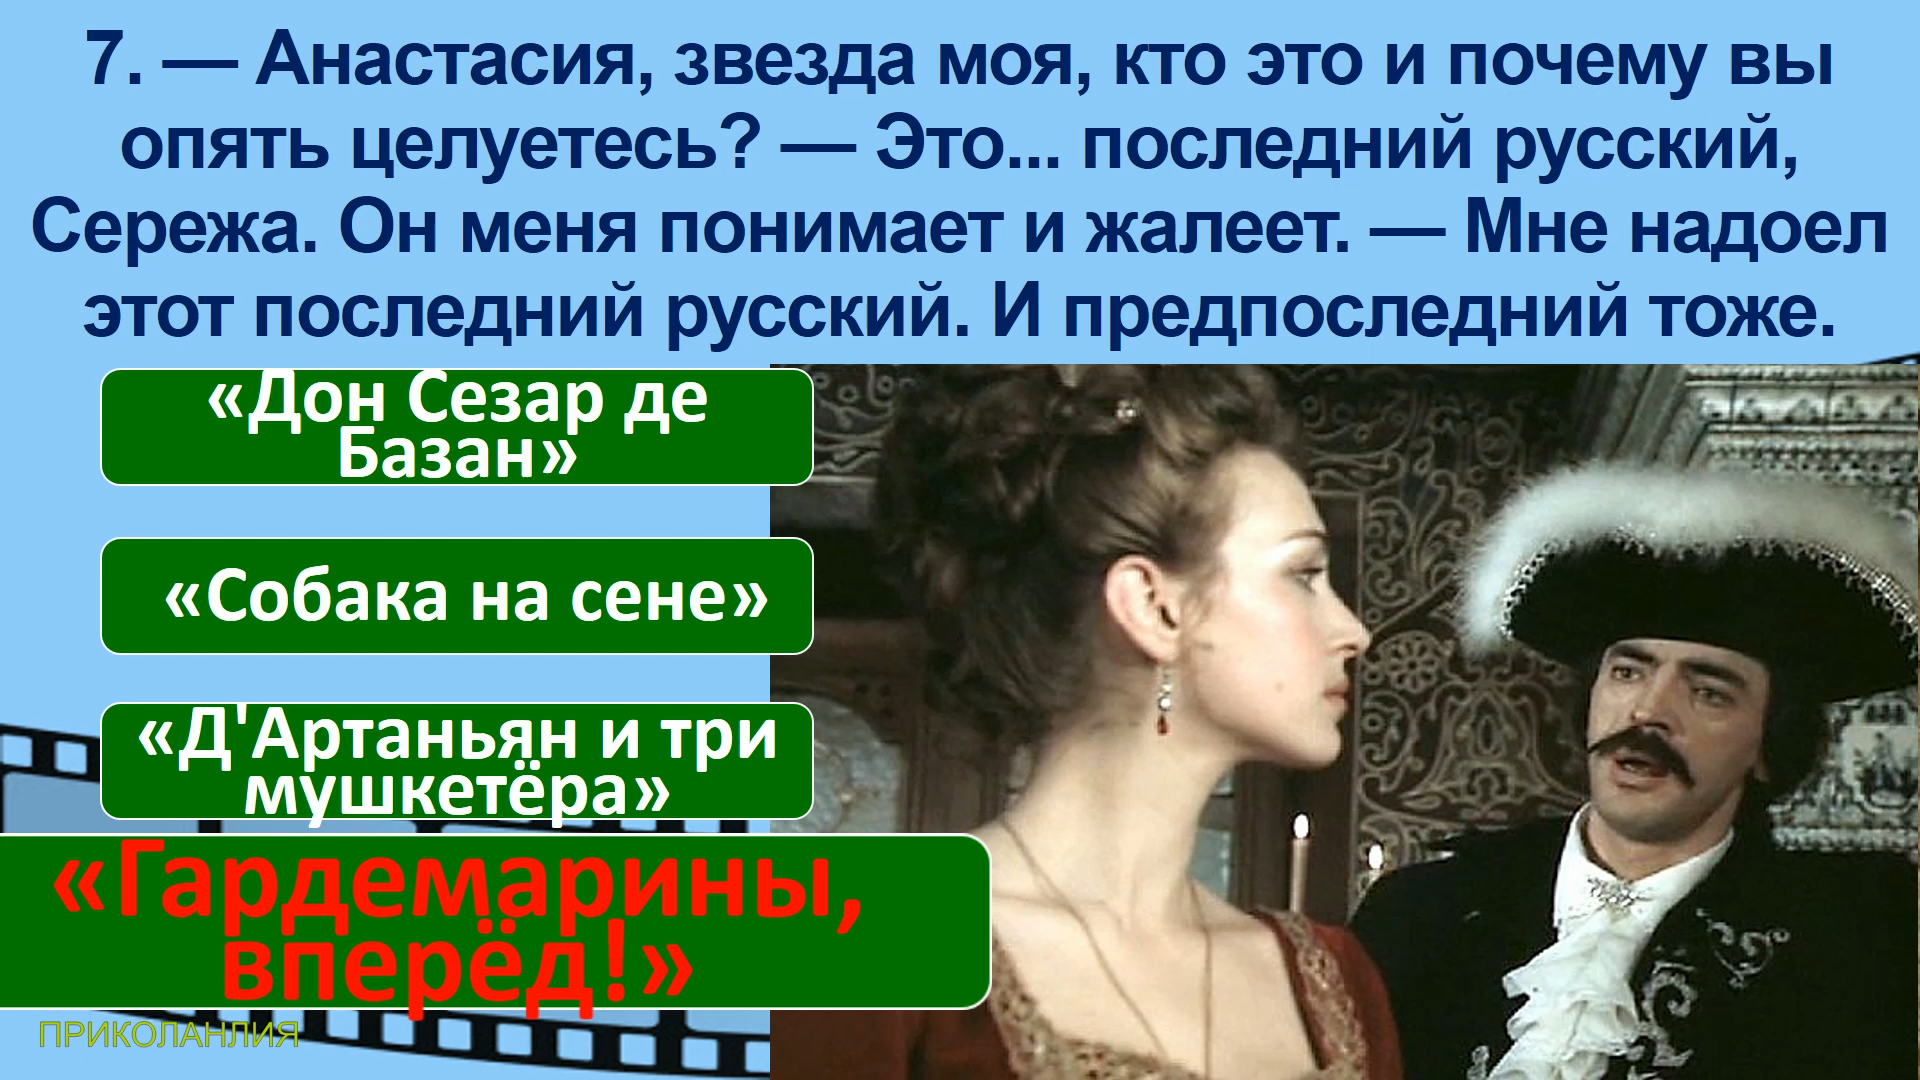 7. — Анастасия, звезда моя, кто это и почему вы
опять целуетесь? — Это... последний русский,
Сережа. Он меня понимает и жалеет. — Мне надоел
этот последний русский. И предпоследний тоже.
«Дон Сезар де
Базан»
«Собака на сене»
«Д'Артаньян и три
мушкетёра»
«Гардемарины,
вперёд!»
ПРИКОЛАНЛИЯ